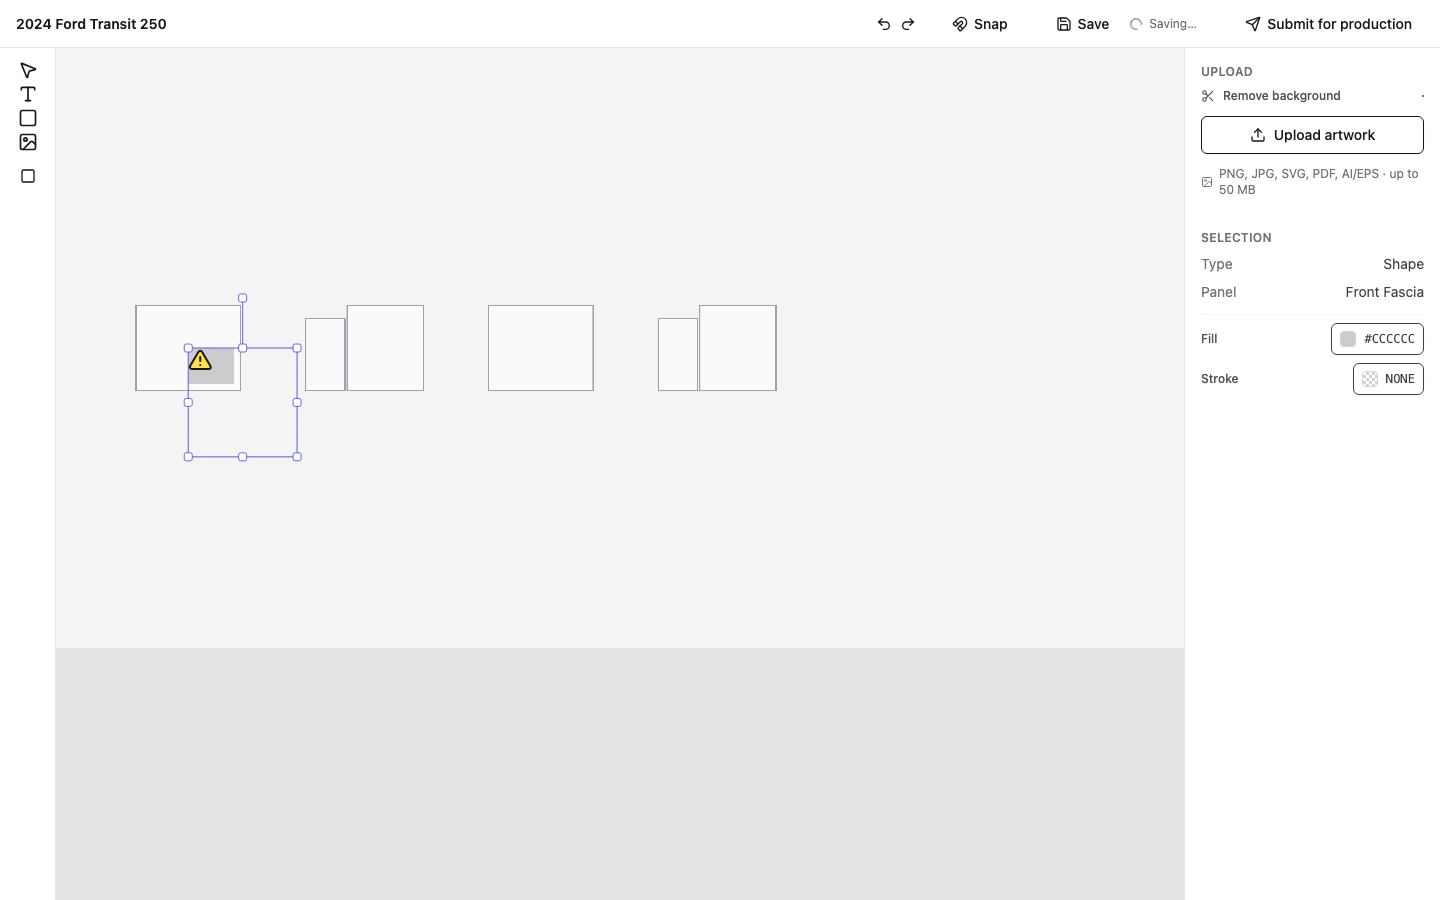 2024 Ford Transit 250
Snap
Save
Saving...
Submit for production
UPLOAD
Remove background
Upload artwork
PNG, JPG, SVG, PDF, AI/EPS · up to
50 MB
SELECTION
Type
Shape
Panel
Front Fascia
Fill
#CCCCCC
Stroke
NONE